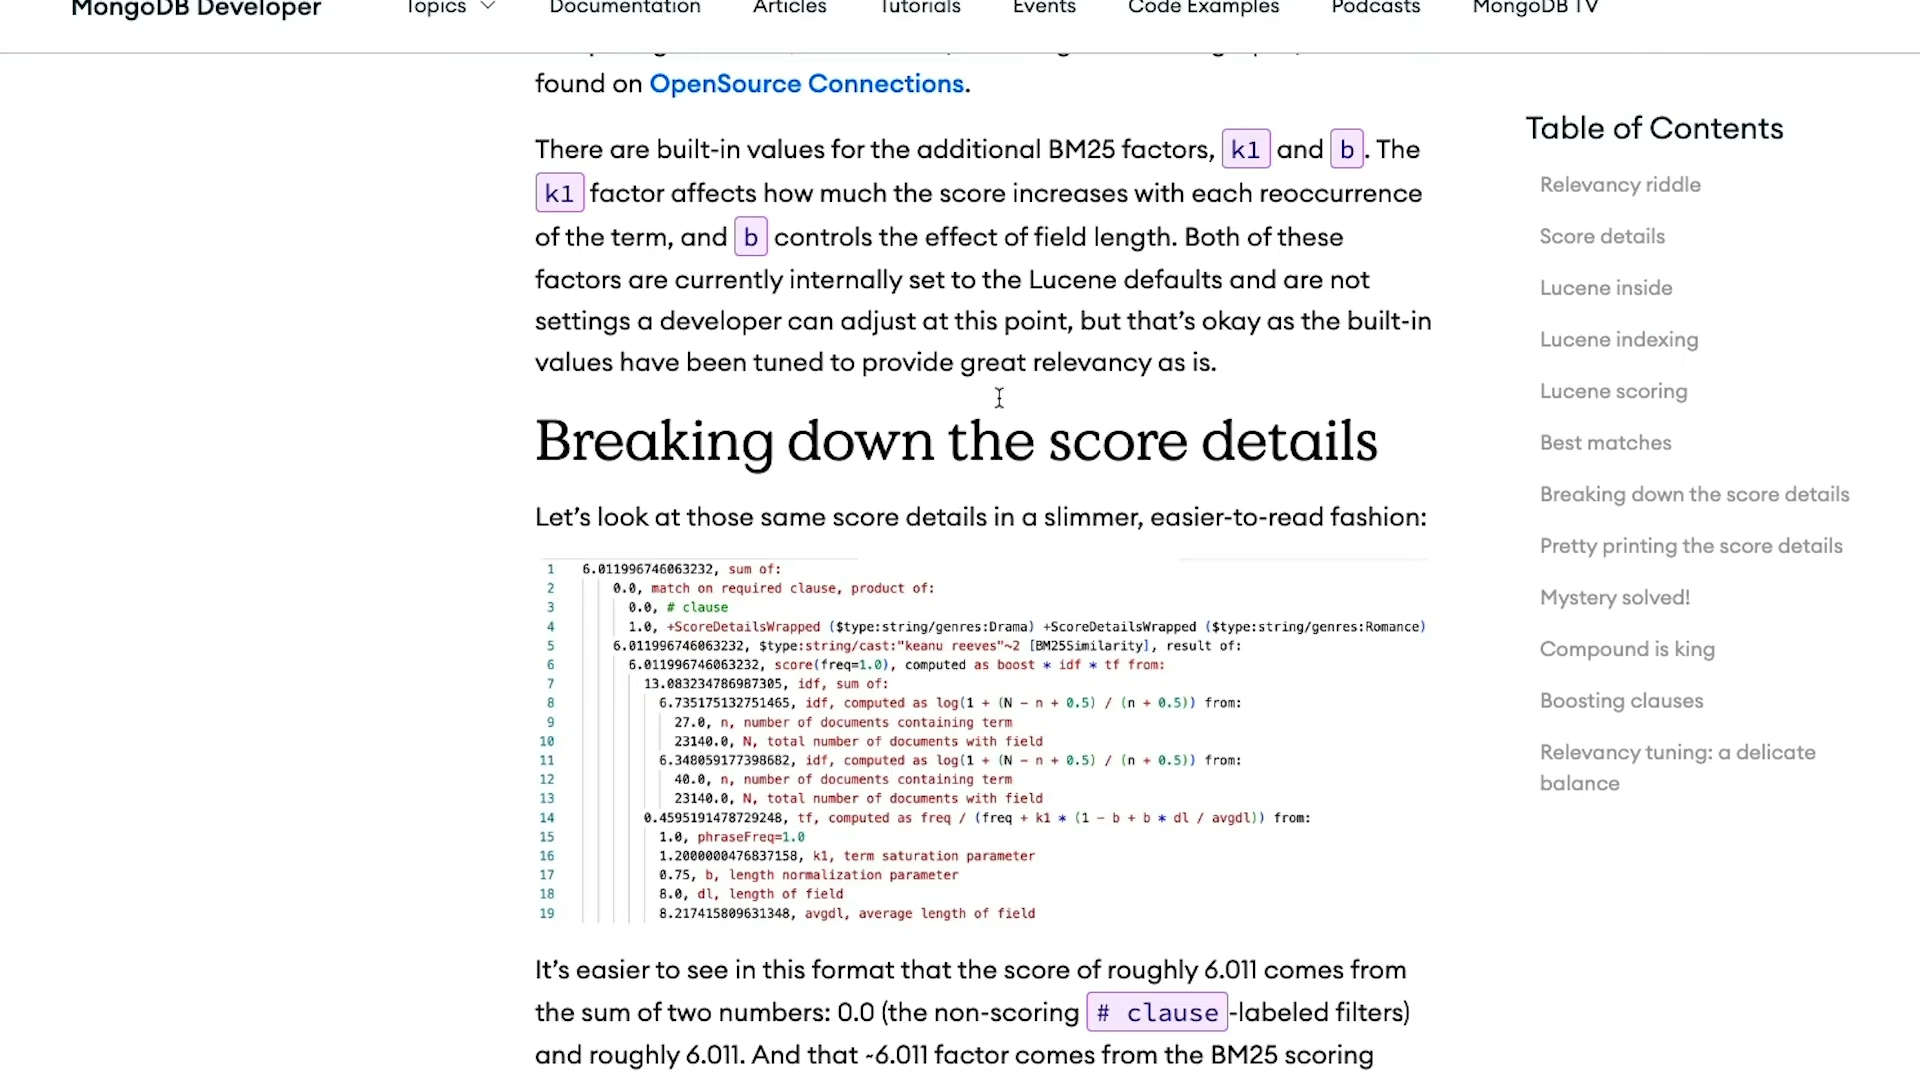 MongoDB Developer
Topics
Documentation
Articles
Tutorials
Events
Code Examples
Podcasts
MongoDB TV
found on OpenSource Connections.
There are built-in values for the additional BM25 factors, k1 and b. The
k1 factor affects how much the score increases with each reoccurrence
of the term, and b controls the effect of field length. Both of these
factors are currently internally set to the Lucene defaults and are not
settings a developer can adjust at this point, but that’s okay as the built-in
values have been tuned to provide great relevancy as is.
Breaking down the score details
Let’s look at those same score details in a slimmer, easier-to-read fashion:
1 6.011996746063232, sum of:
2 0.0, match on required clause, product of:
3 0.0, # clause
4 1.0, +ScoreDetailsWrapped ($type:string/genres:Drama) +ScoreDetailsWrapped ($type:string/genres:Romance)
5 6.011996746063232, $type:string/cast:"keanu reeves"~2 [BM25Similarity], result of:
6 6.011996746063232, score(freq=1.0), computed as boost * idf * tf from:
7 13.083234786987305, idf, sum of:
8 6.735175132751465, idf, computed as log(1 + (N - n + 0.5) / (n + 0.5)) from:
9 27.0, n, number of documents containing term
10 23140.0, N, total number of documents with field
11 6.348059177398682, idf, computed as log(1 + (N - n + 0.5) / (n + 0.5)) from:
12 40.0, n, number of documents containing term
13 23140.0, N, total number of documents with field
14 0.4595191478729248, tf, computed as freq / (freq + k1 * (1 - b + b * dl / avgdl)) from:
15 1.0, phraseFreq=1.0
16 1.2000000476837158, k1, term saturation parameter
17 0.75, b, length normalization parameter
18 8.0, dl, length of field
19 8.217415809631348, avgdl, average length of field
It’s easier to see in this format that the score of roughly 6.011 comes from
the sum of two numbers: 0.0 (the non-scoring # clause-labeled filters)
and roughly 6.011. And that ~6.011 factor comes from the BM25 scoring
Table of Contents
Relevancy riddle
Score details
Lucene inside
Lucene indexing
Lucene scoring
Best matches
Breaking down the score details
Pretty printing the score details
Mystery solved!
Compound is king
Boosting clauses
Relevancy tuning: a delicate
balance